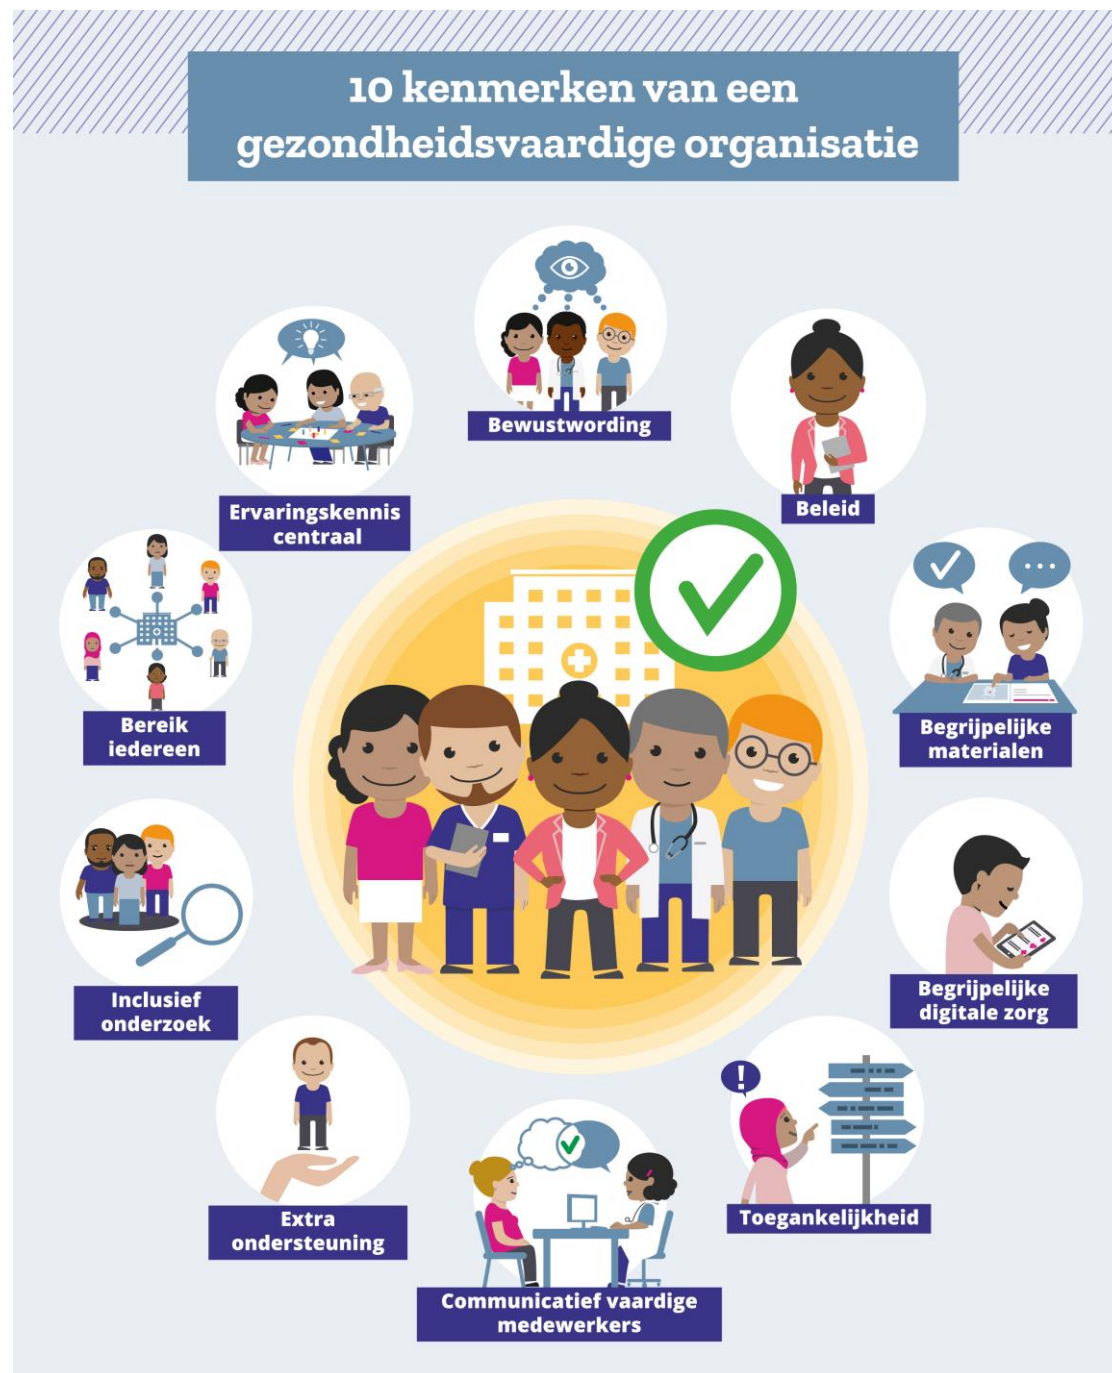 10 kenmerken van een
gezondheidsvaardige organisatie
Bewustwording
Beleid
Begrijpelijke
materialen
Begrijpelijke
digitale zorg
Toegankelijkheid
Communicatief vaardige
medewerkers
Extra
ondersteuning
Inclusief
onderzoek
Bereik
iedereen
Ervaringskennis
centraal